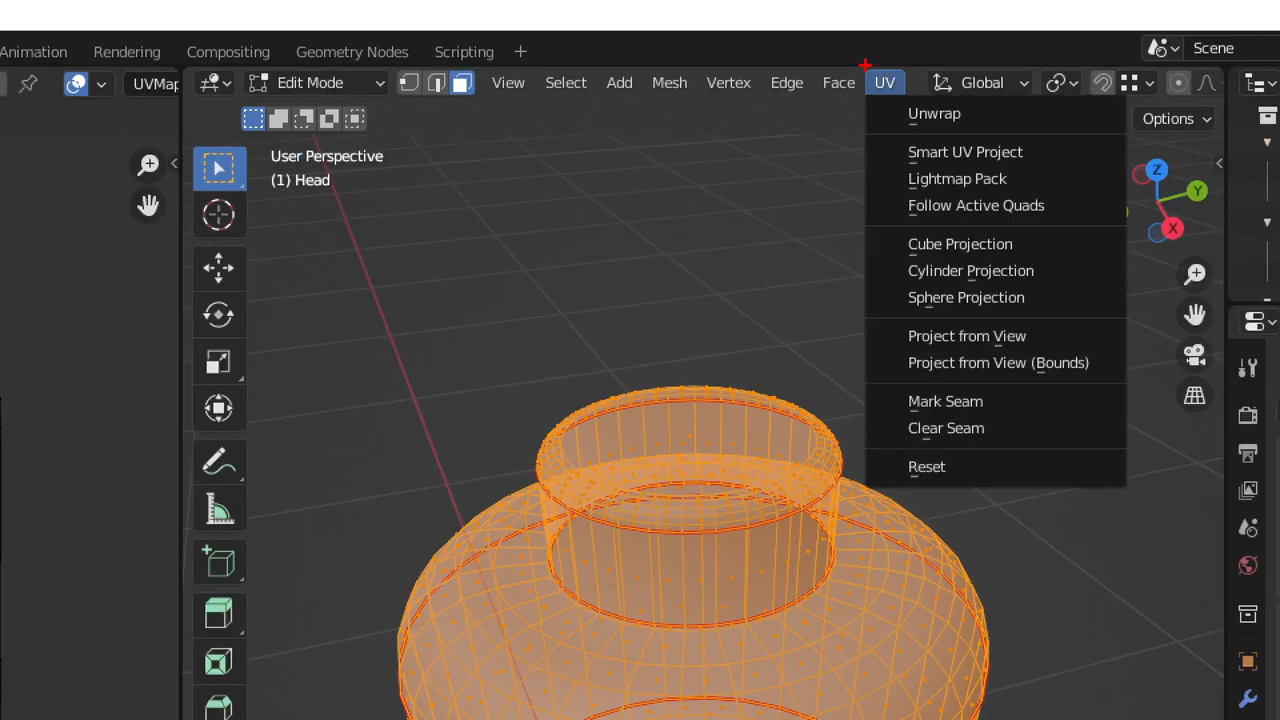 Animation Rendering Compositing Geometry Nodes Scripting + Scene
UVMap Edit Mode View Select Add Mesh Vertex Edge Face UV Global
Options
User Perspective
(1) Head
Unwrap
Smart UV Project
Lightmap Pack
Follow Active Quads
Cube Projection
Cylinder Projection
Sphere Projection
Project from View
Project from View (Bounds)
Mark Seam
Clear Seam
Reset
Z
Y
X